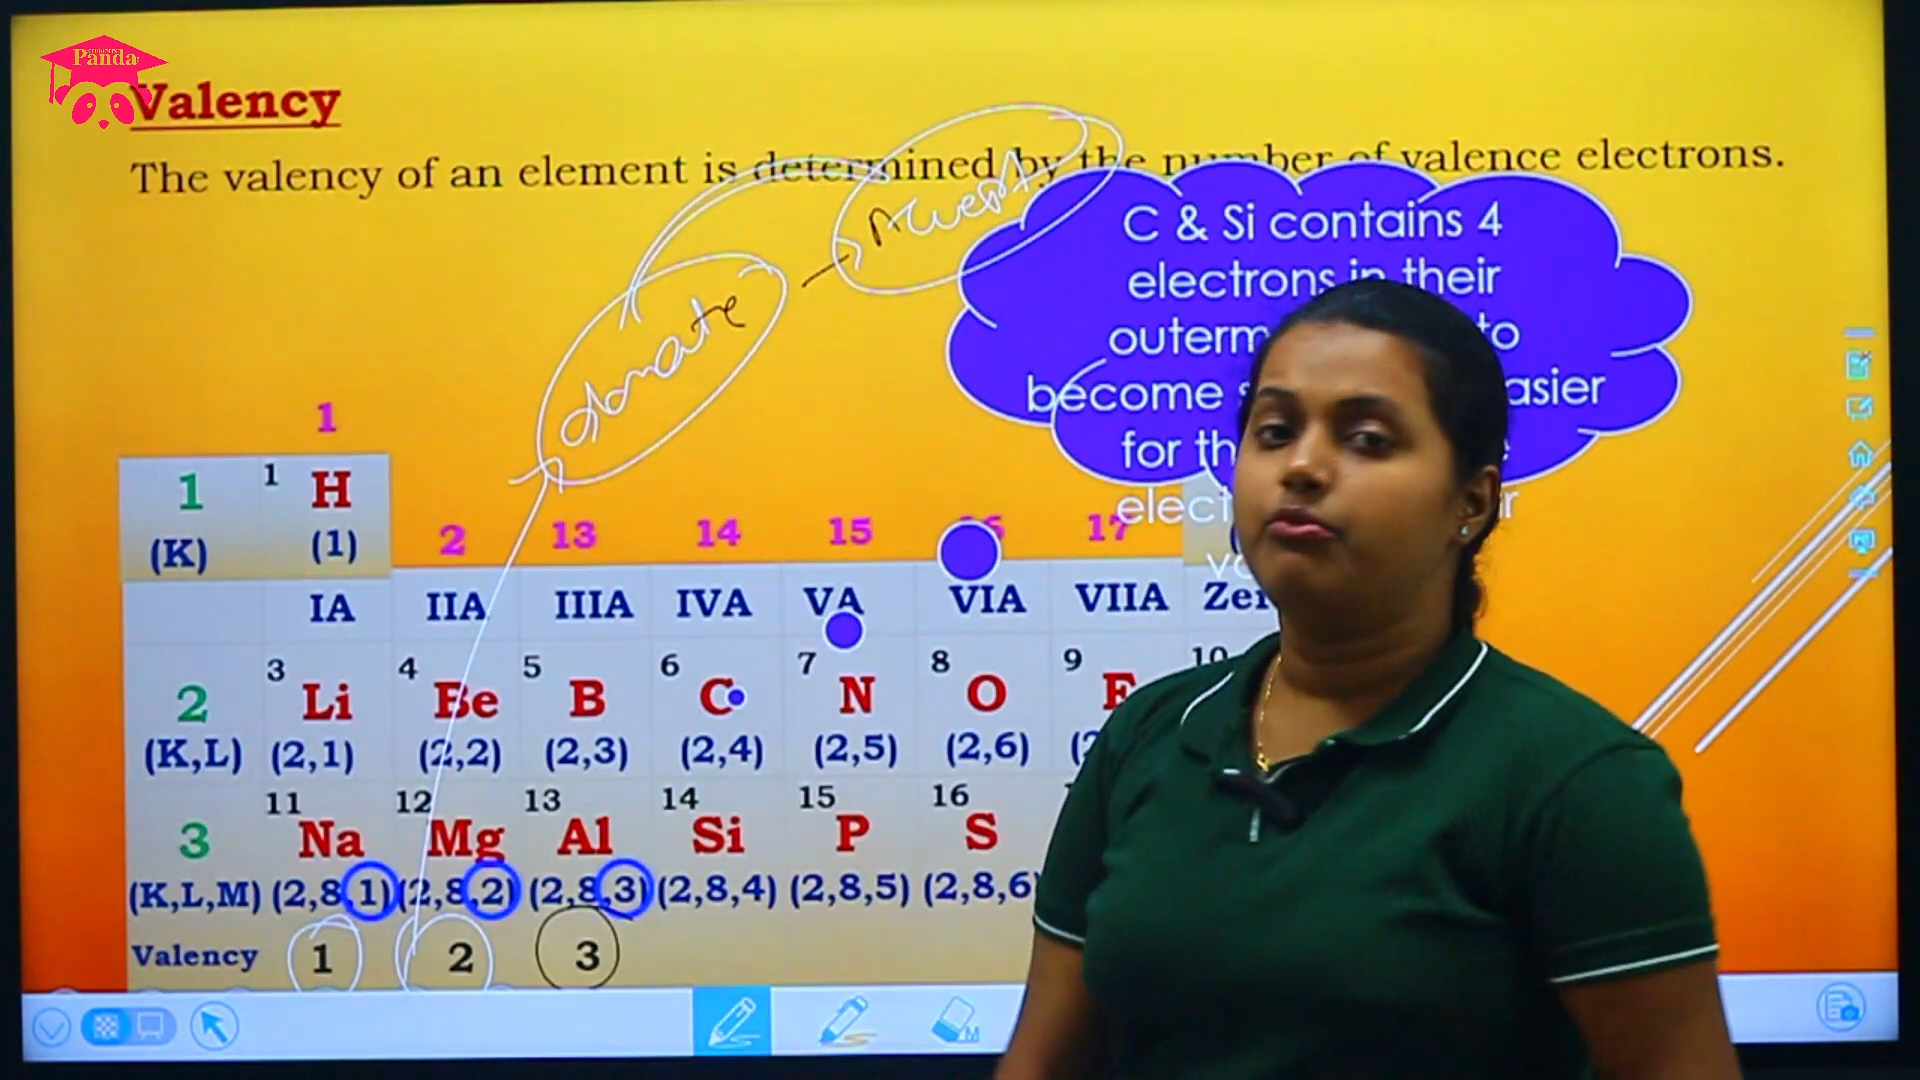 Panda
Valency
The valency of an element is determined by the number of valence electrons.
C & Si contains 4
electrons in their
to
become
for
1
1 1 H
(K) (1)
2 13 14 15 17
IA IIA IIIA IVA VA VIA VIIA
donate
3 4 5 6 7 8 9 10
2 Li Be B C N O F
(K,L) (2,1) (2,2) (2,3) (2,4) (2,5) (2,6)
11 12 13 14 15 16
3 Na Mg Al Si P S
(K,L,M) (2,8,1) (2,8,2) (2,8,3) (2,8,4) (2,8,5) (2,8,6
Valency 1 2 3
M